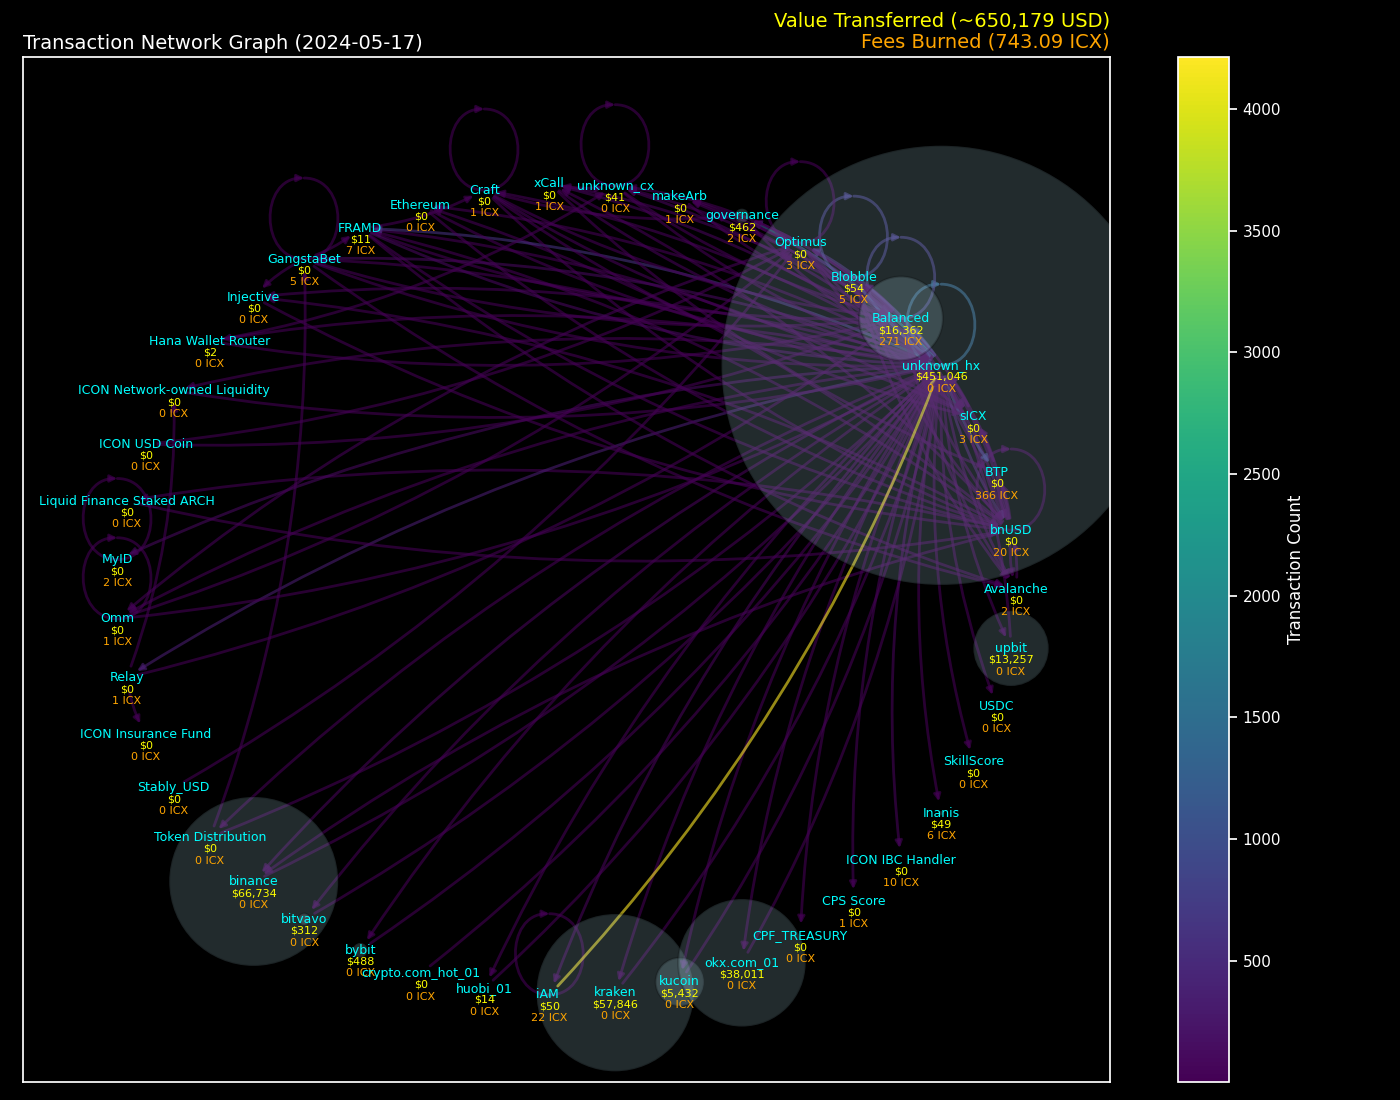 Value Transferred (~650,179 USD)
Transaction Network Graph (2024-05-17)
Fees Burned (743.09 ICX)
Craft
$0
1 ICX
xCall
$0
1 ICX
unknown_cx
$41
0 ICX
makeArb
$0
1 ICX
Ethereum
$0
0 ICX
governance
$462
2 ICX
FRAMD
$11
7 ICX
Optimus
$0
3 ICX
GangstaBet
$0
5 ICX
Blobble
$54
5 ICX
Injective
$0
0 ICX
Balanced
$16,362
271 ICX
Hana Wallet Router
$2
0 ICX
unknown_hx
$451,046
0 ICX
ICON Network-owned Liquidity
$0
0 ICX
sICX
$0
3 ICX
ICON USD Coin
$0
0 ICX
BTP
$0
366 ICX
Liquid Finance Staked ARCH
$0
0 ICX
bnUSD
$0
20 ICX
MyID
$0
2 ICX
Avalanche
$0
2 ICX
Omm
$0
1 ICX
upbit
$13,257
0 ICX
Relay
$0
1 ICX
USDC
$0
0 ICX
ICON Insurance Fund
$0
0 ICX
SkillScore
$0
0 ICX
Stably_USD
$0
0 ICX
Inanis
$49
6 ICX
Token Distribution
$0
0 ICX
ICON IBC Handler
$0
10 ICX
binance
$66,734
0 ICX
CPS Score
$0
1 ICX
bitvavo
$312
0 ICX
CPF_TREASURY
$0
0 ICX
bybit
$488
0 ICX
okx.com_01
$38,011
0 ICX
crypto.com_hot_01
$0
0 ICX
kucoin
$5,432
0 ICX
huobi_01
$14
0 ICX
kraken
$57,846
0 ICX
iAM
$50
22 ICX
4000
3500
3000
2500
2000
1500
1000
500
Transaction Count